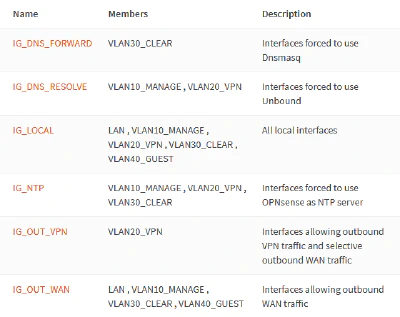 Name Members Description
IG_DNS_FORWARD VLAN30_CLEAR Interfaces forced to use
Dnsmasq
IG_DNS_RESOLVE VLAN10_MANAGE , VLAN20_VPN Interfaces forced to use
Unbound
IG_LOCAL LAN , VLAN10_MANAGE , All local interfaces
VLAN20_VPN , VLAN30_CLEAR ,
VLAN40_GUEST
IG_NTP VLAN10_MANAGE , VLAN20_VPN , Interfaces forced to use
VLAN30_CLEAR OPNsense as NTP server
IG_OUT_VPN VLAN20_VPN Interfaces allowing outbound
VPN traffic and selective
outbound WAN traffic
IG_OUT_WAN LAN , VLAN10_MANAGE , Interfaces allowing outbound
VLAN30_CLEAR , VLAN40_GUEST WAN traffic